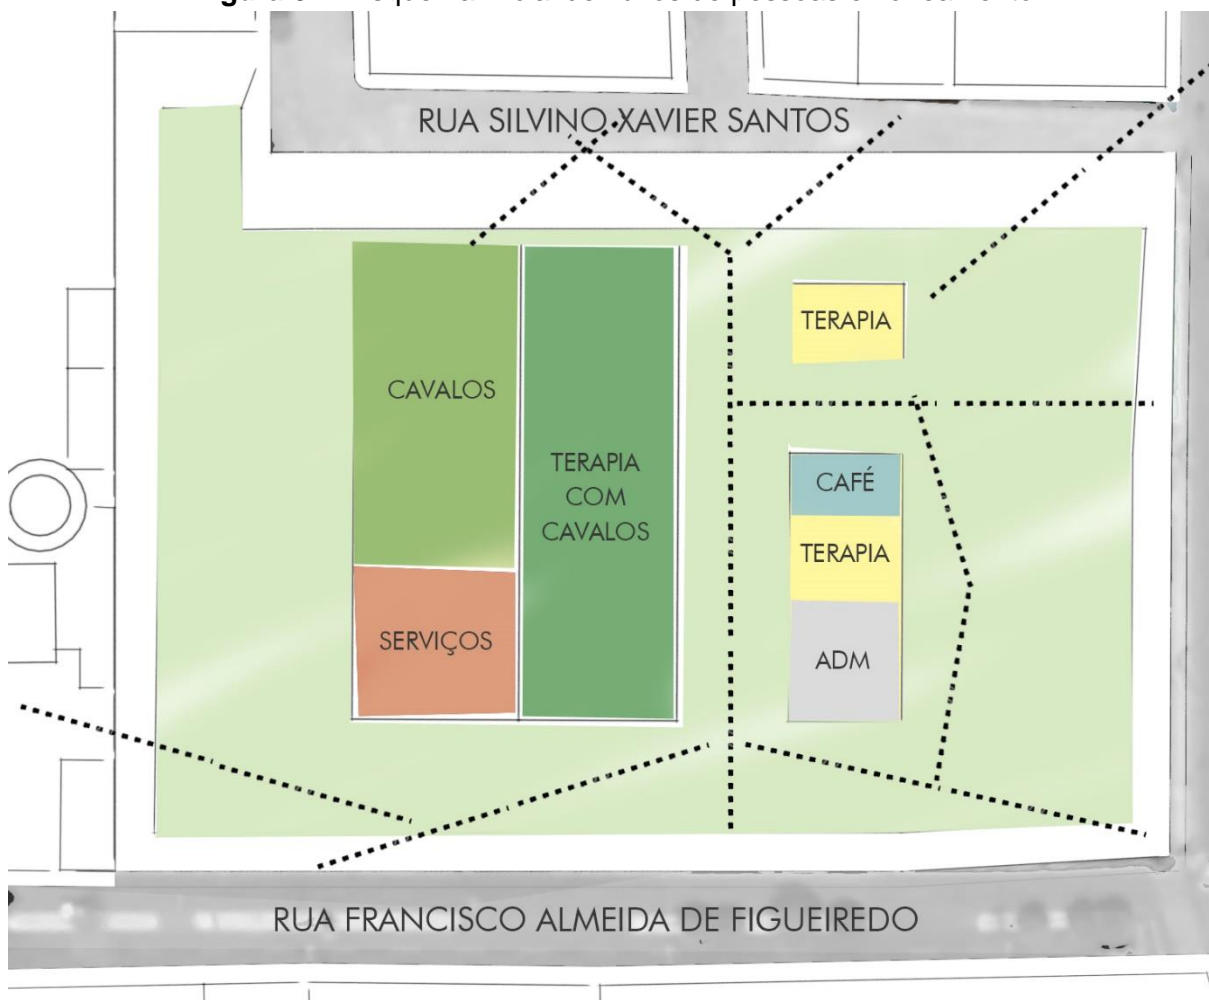 RUA SILVINO XAVIER SANTOS
TERAPIA
CAVALOS
TERAPIA
COM
CAVALOS
CAFÉ
TERAPIA
SERVIÇOS
ADM
RUA FRANCISCO ALMEIDA DE FIGUEIREDO